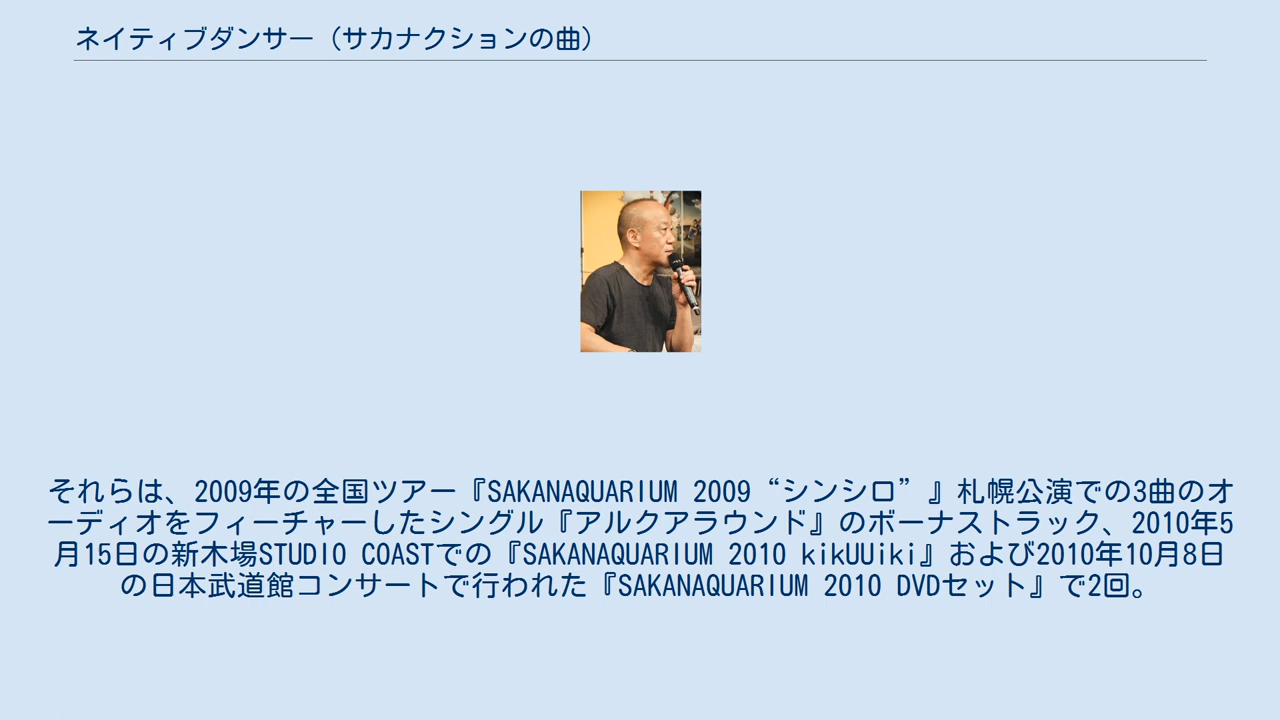 ネイティブダンサー（サカナクションの曲）
それらは、2009年の全国ツアー『SAKANAQUARIUM 2009“シンシロ”』札幌公演での3曲のオ
ーディオをフィーチャーしたシングル『アルクアラウンド』のボーナストラック、2010年5
月15日の新木場STUDIO COASTでの『SAKANAQUARIUM 2010 kikUUiki』および2010年10月8日
の日本武道館コンサートで行われた『SAKANAQUARIUM 2010 DVDセット』で2回。